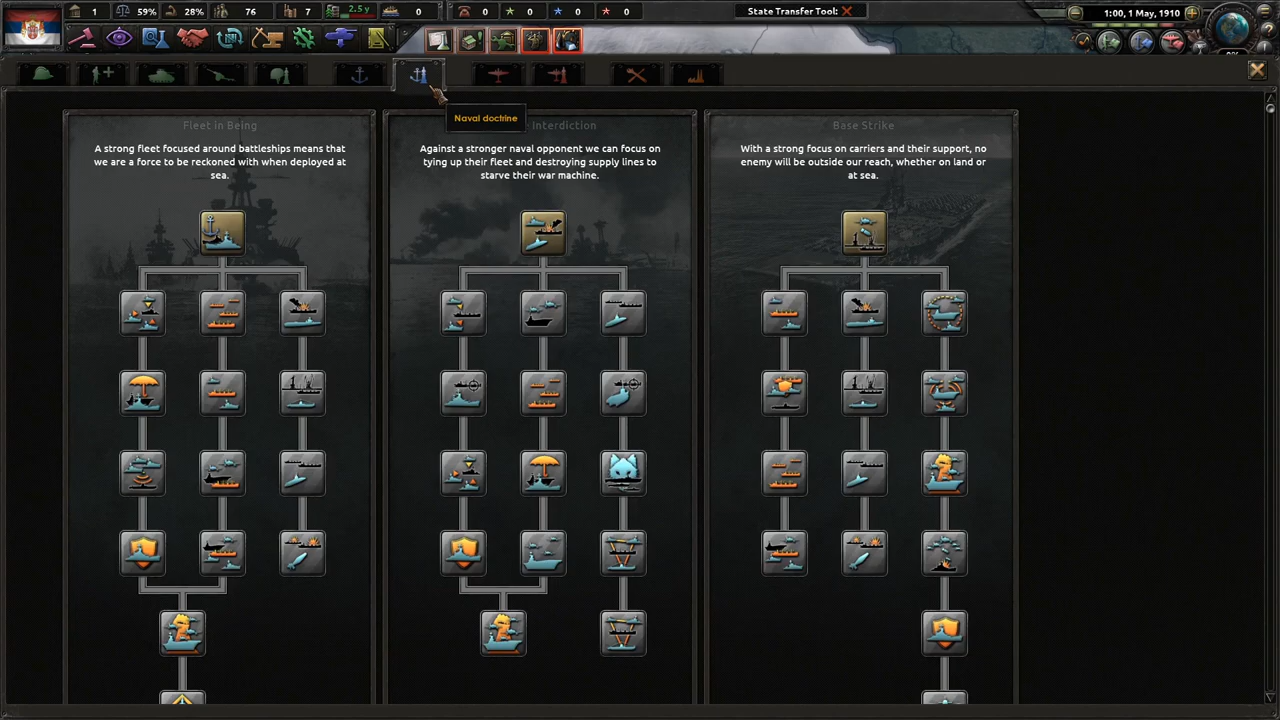 1
59%
28%
76
7
2.5 y
0
0
0
0
0
State Transfer Tool:
1:00, 1 May, 1910
Naval doctrine
Fleet in Being
A strong fleet focused around battleships means that
we are a force to be reckoned with when deployed at
sea.
Interdiction
Against a stronger naval opponent we can focus on
tying up their fleet and destroying supply lines to
starve their war machine.
Base Strike
With a strong focus on carriers and their support, no
enemy will be outside our reach, whether on land or
at sea.